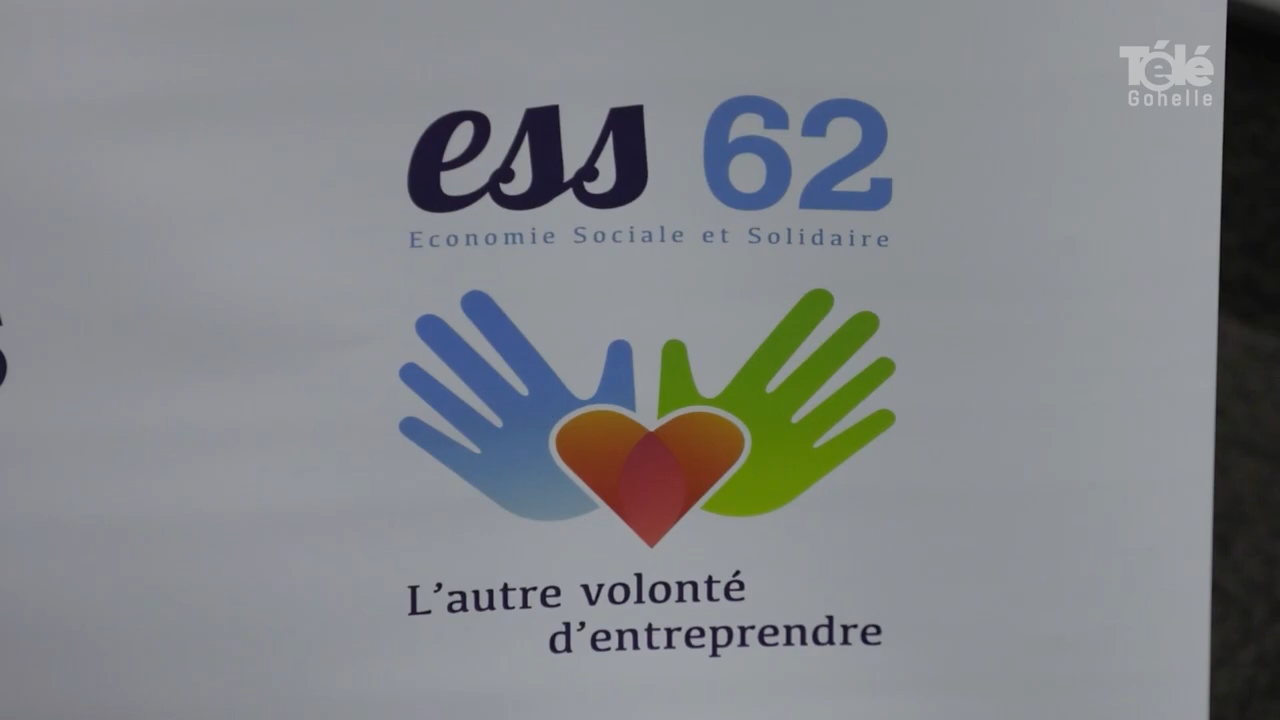 Télé
Gohelle
ess 62
Economie Sociale et Solidaire
L'autre volonté
d'entreprendre